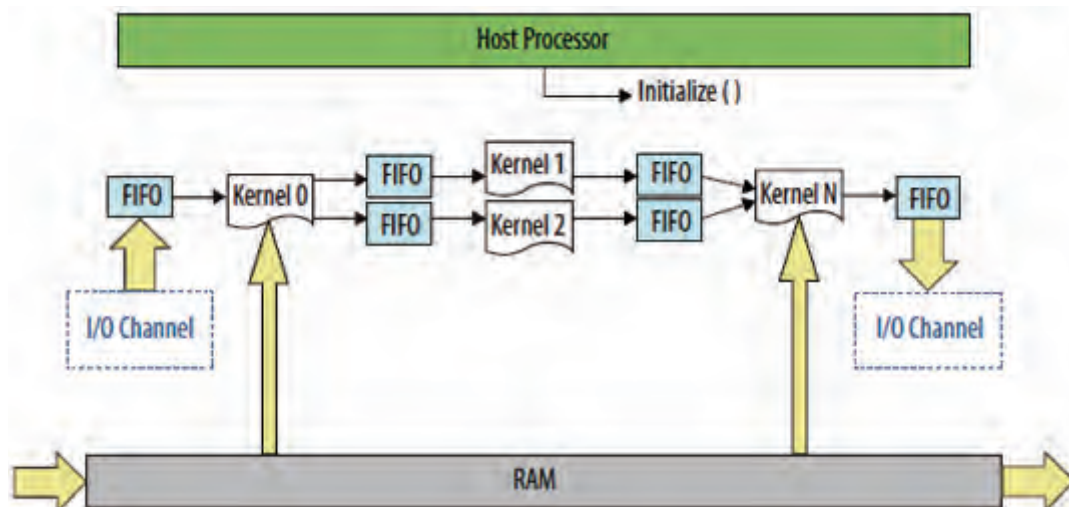 Host Processor
Initialize ( )
FIFO
Kernel 0
FIFO
FIFO
Kernel 1
Kernel 2
FIFO
FIFO
Kernel N
FIFO
I/O Channel
I/O Channel
RAM